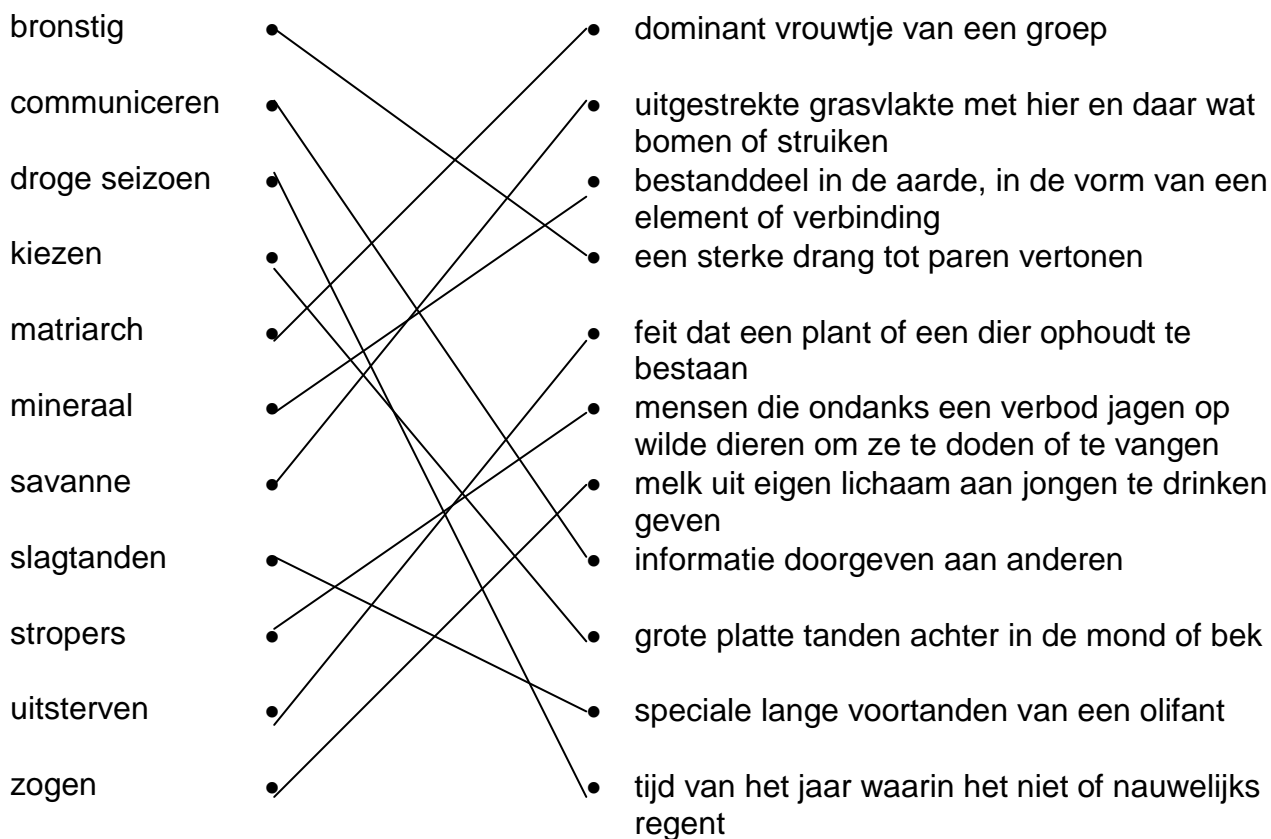 bronstig • • dominant vrouwtje van een groep
communiceren • • uitgestrekte grasvlakte met hier en daar wat
bomen of struiken
droge seizoen • • bestanddeel in de aarde, in de vorm van een
element of verbinding
kiezen • • een sterke drang tot paren vertonen
matriarch • • feit dat een plant of een dier ophoudt te
bestaan
mineraal • • mensen die ondanks een verbod jagen op
wilde dieren om ze te doden of te vangen
savanne • • melk uit eigen lichaam aan jongen te drinken
geven
slagtanden • • informatie doorgeven aan anderen
stropers • • grote platte tanden achter in de mond of bek
uitsterven • • speciale lange voortanden van een olifant
zogen • • tijd van het jaar waarin het niet of nauwelijks
regent